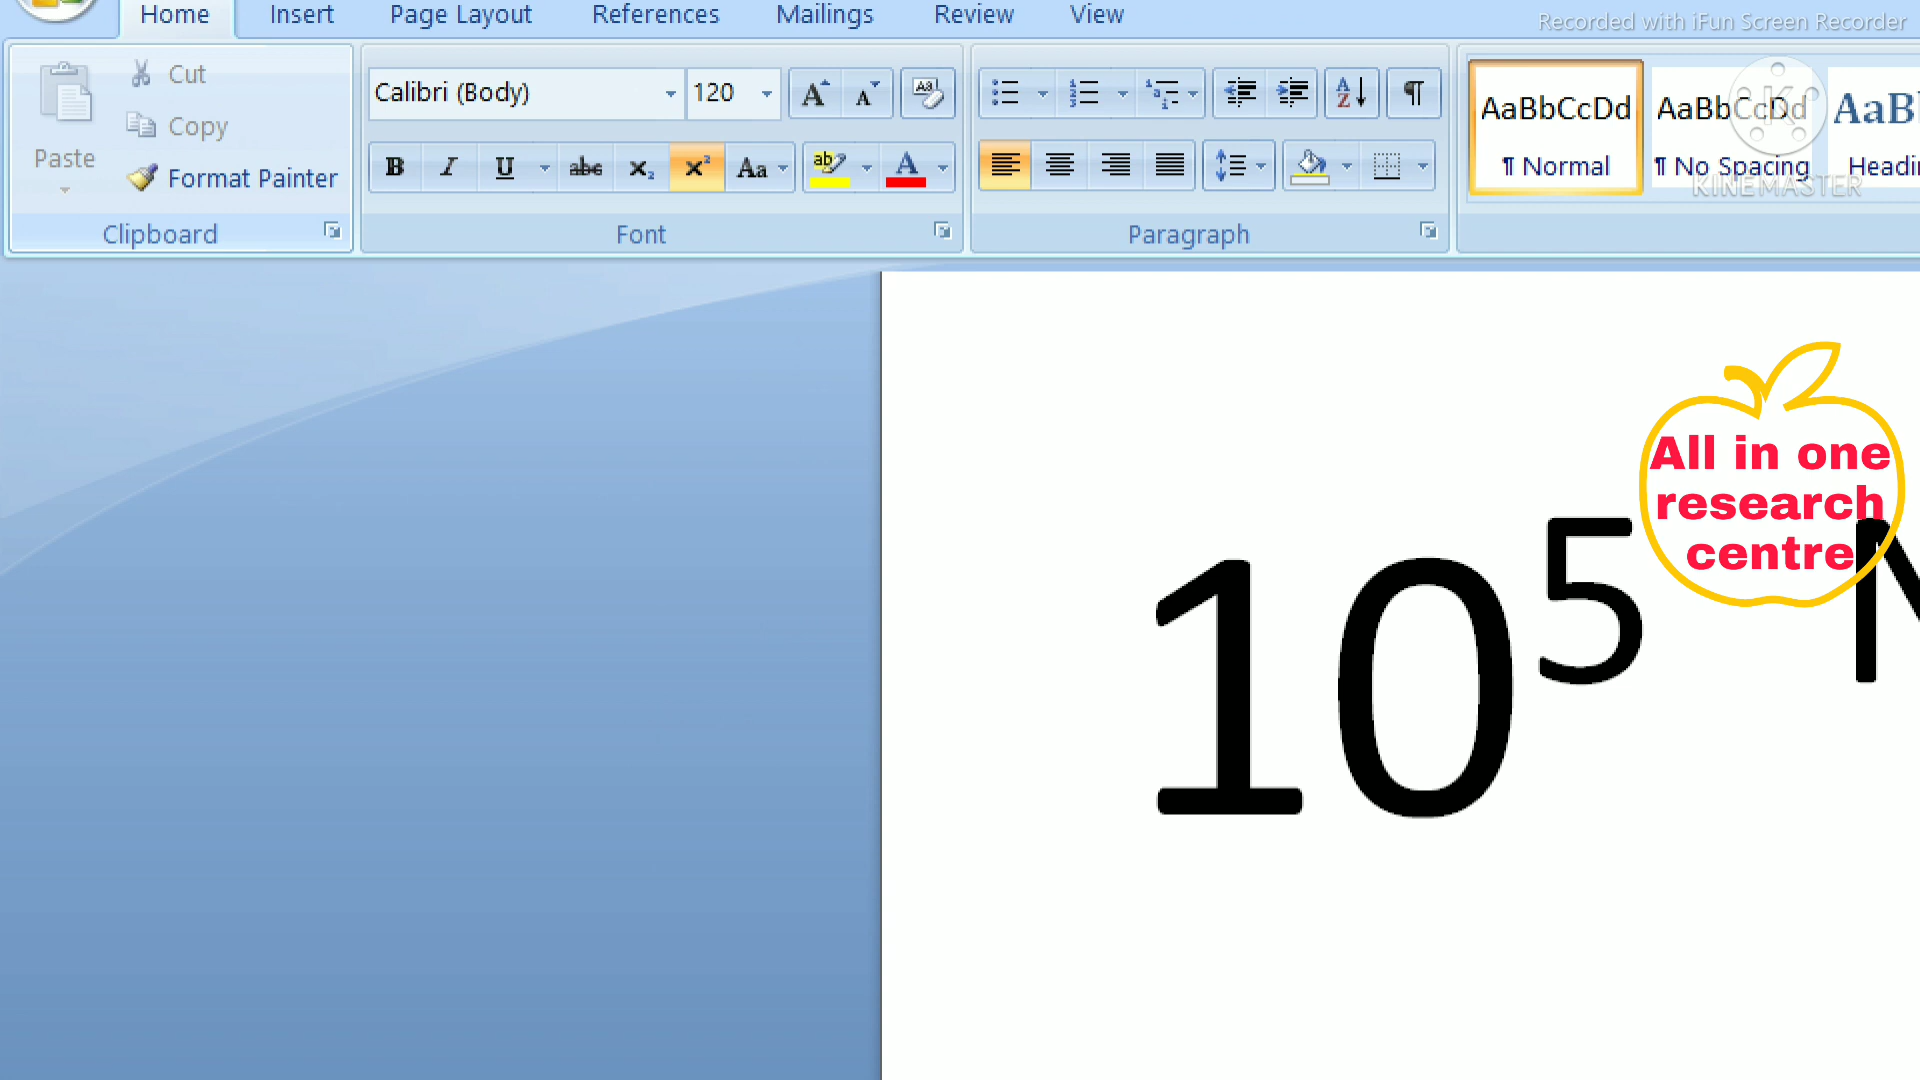 Home Insert Page Layout References Mailings Review View
Recorded with iFun Screen Recorder
Paste
Cut
Copy
Format Painter
Clipboard
Calibri (Body) 120
Font
Paragraph
AaBbCcDd
¶ Normal
AaBbCcDd
¶ No Spacing
KINEMASTER
All in one
research
centre
10⁵